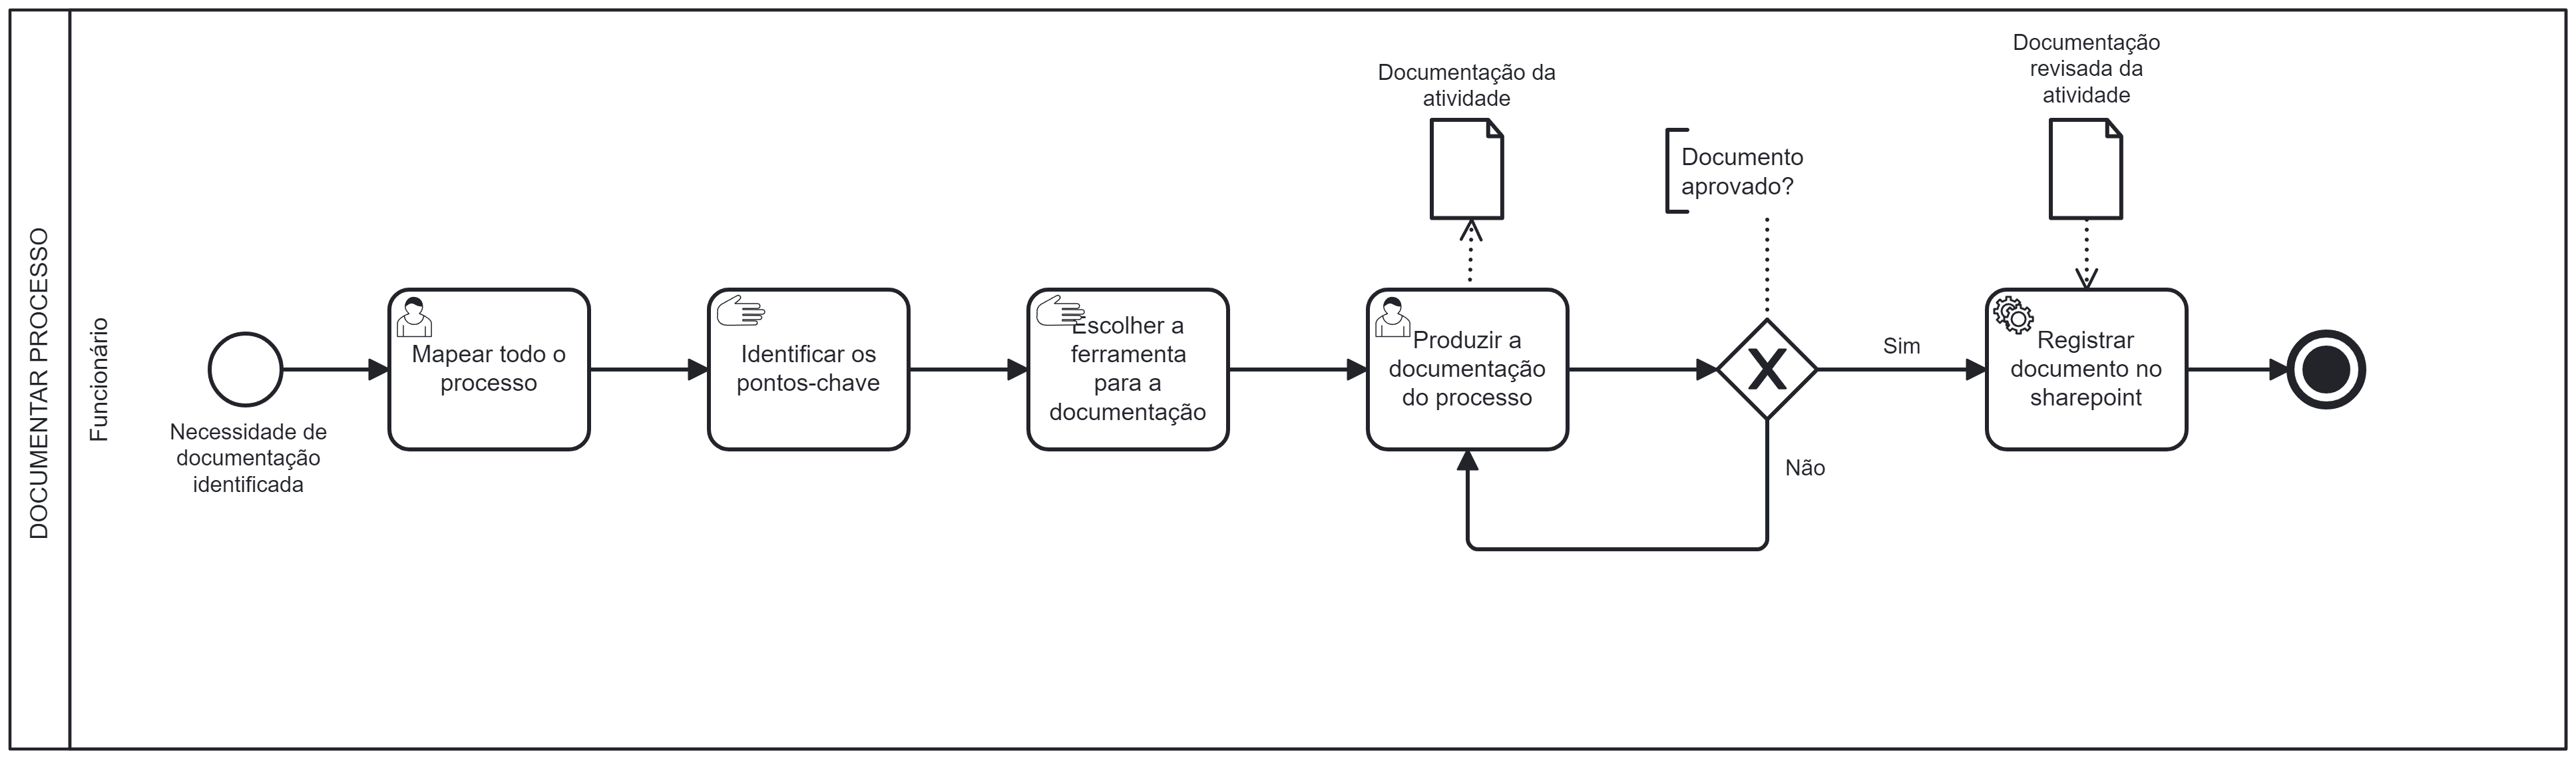 DOCUMENTAR PROCESSO
Funcionário
Necessidade de
documentação
identificada
Mapear todo o
processo
Identificar os
pontos-chave
Escolher a
ferramenta
para a
documentação
Documentação da
atividade
Produzir a
documentação
do processo
Documento
aprovado?
Sim
Não
Documentação
revisada da
atividade
Registrar
documento no
sharepoint